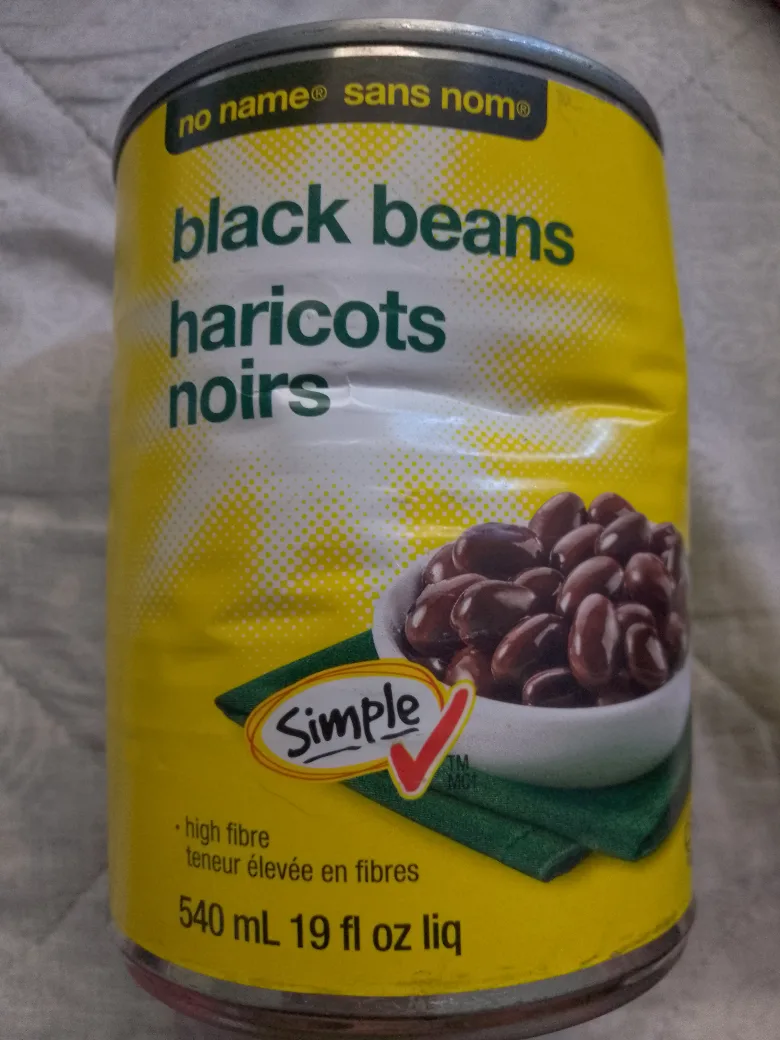 no name® sans nom®
black beans
haricots
noirs
Simple
TM
MC
• high fibre
teneur élevée en fibres
540 mL 19 fl oz liq